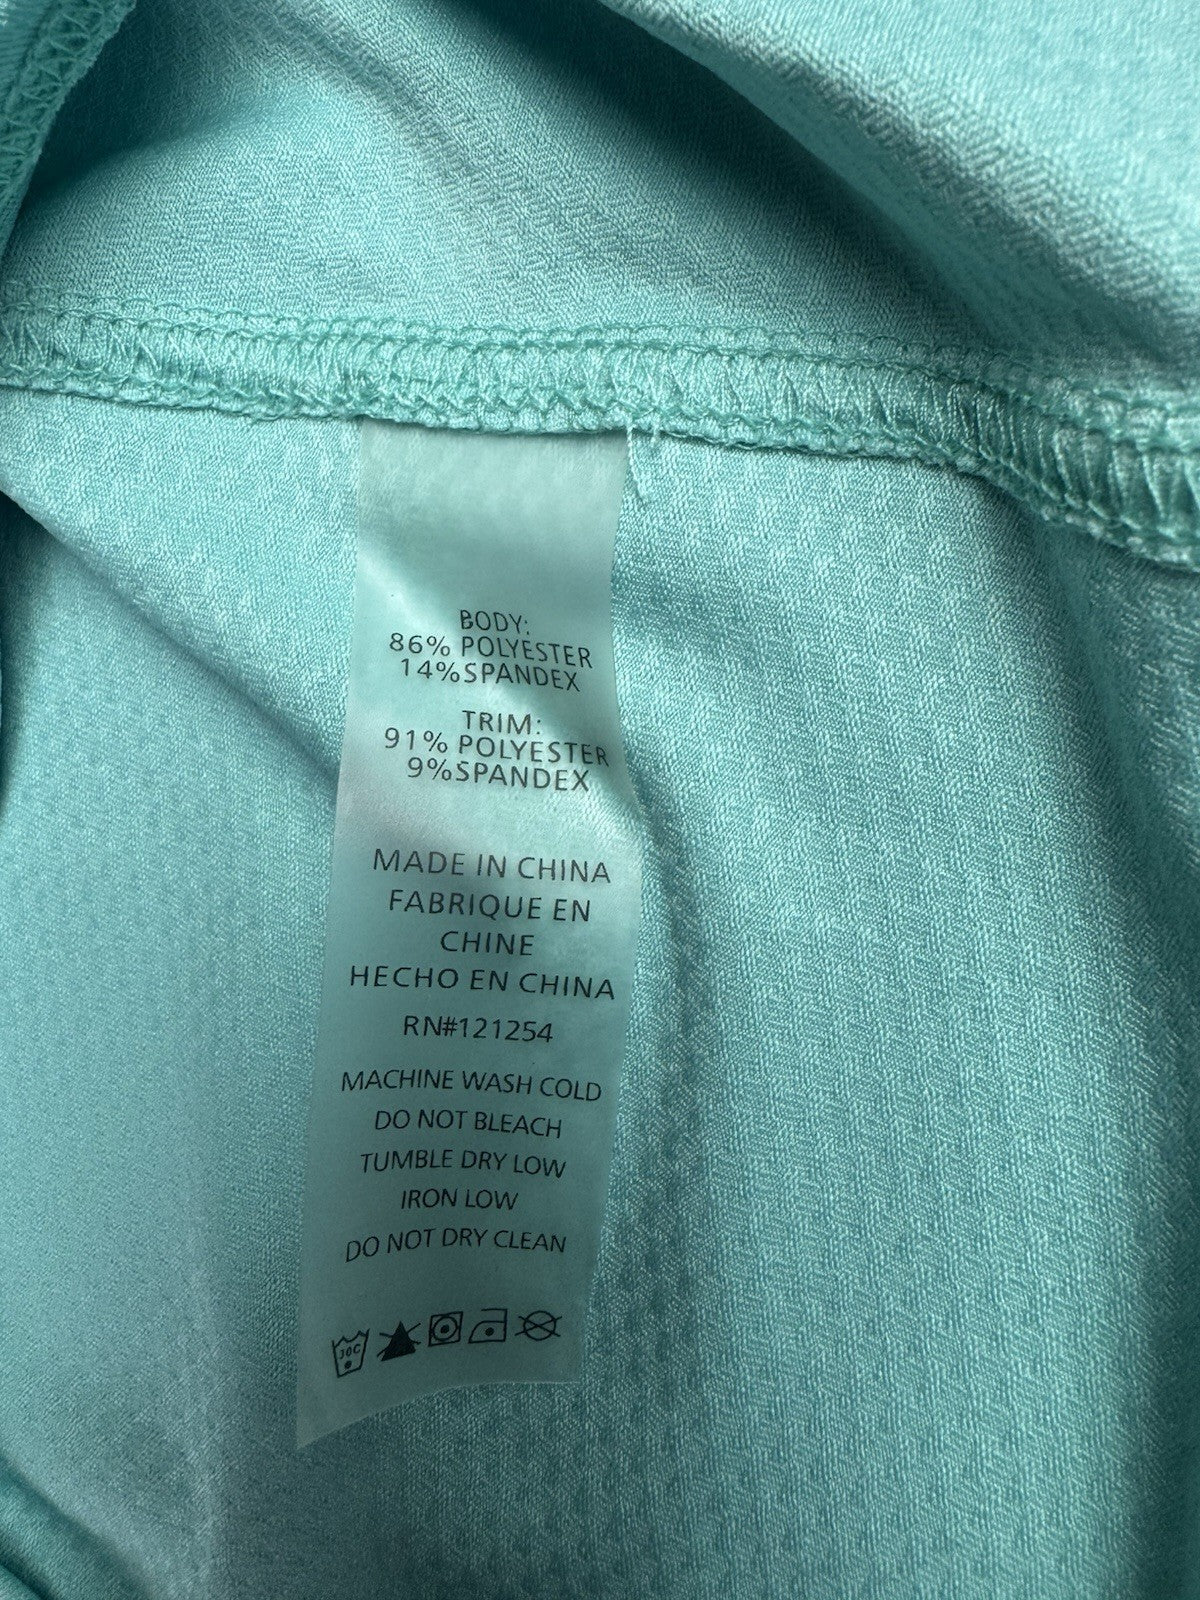 BODY:
86% POLYESTER
14%SPANDEX
TRIM:
91% POLYESTER
9%SPANDEX
MADE IN CHINA
FABRIQUE EN
CHINE
HECHO EN CHINA
RN#121254
MACHINE WASH COLD
DO NOT BLEACH
TUMBLE DRY LOW
IRON LOW
DO NOT DRY CLEAN